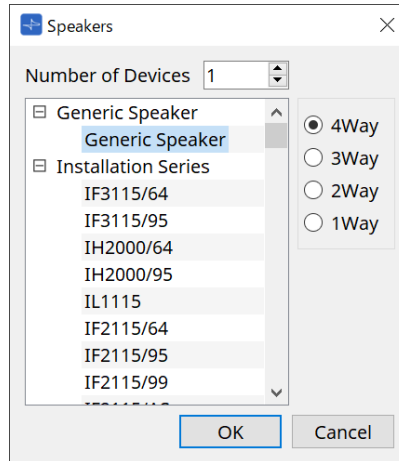 Speakers
Number of Devices 1
Generic Speaker
Generic Speaker
Installation Series
IF3115/64
IF3115/95
IH2000/64
IH2000/95
IL1115
IF2115/64
IF2115/95
IF2115/99
4Way
3Way
2Way
1Way
OK Cancel